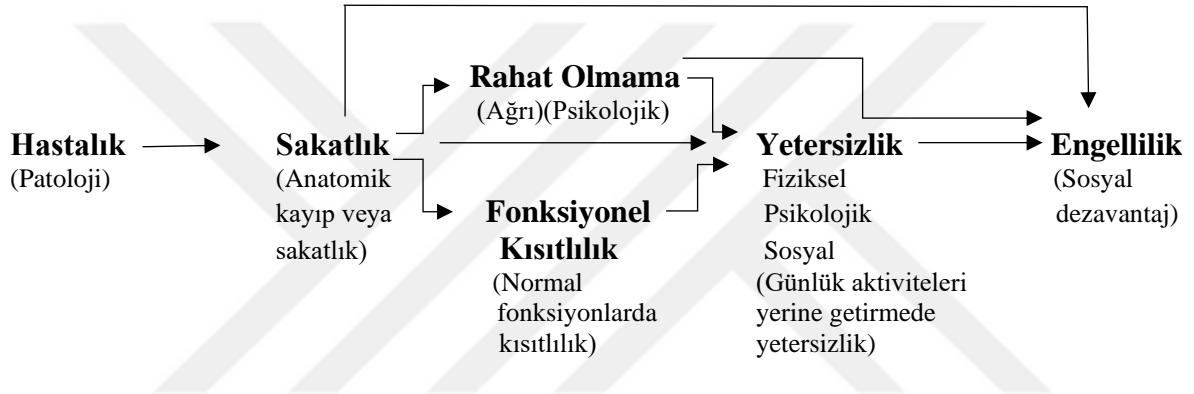 Hastalık
(Patoloji)
Sakatlık
(Anatomik
kayıp veya
sakatlık)
Rahat Olmama
(Ağrı)(Psikolojik)
Fonksiyonel
Kısıtlılık
(Normal
fonksiyonlarda
kısıtlılık)
Yetersizlik
Fiziksel
Psikolojik
Sosyal
(Günlük aktiviteleri
yerine getirmede
yetersizlik)
Engellilik
(Sosyal
dezavantaj)